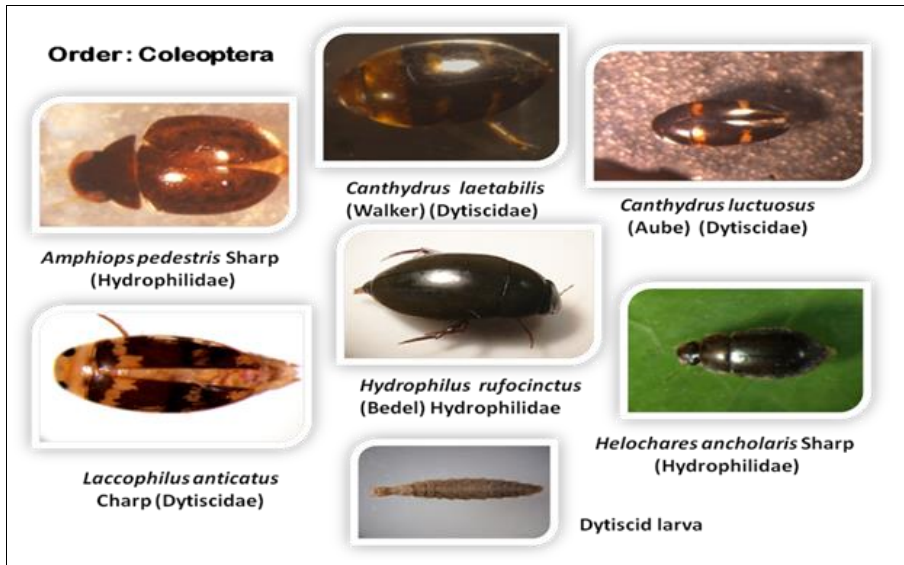 Order : Coleoptera
Canthydrus laetabilis
(Walker) (Dytiscidae)
Canthydrus luctuosus
(Aube) (Dytiscidae)
Amphiops pedestris Sharp
(Hydrophilidae)
Hydrophilus rufocinctus
(Bedel) Hydrophilidae
Helochares ancholaris Sharp
(Hydrophilidae)
Laccophilus anticatus
Charp (Dytiscidae)
Dytiscid larva